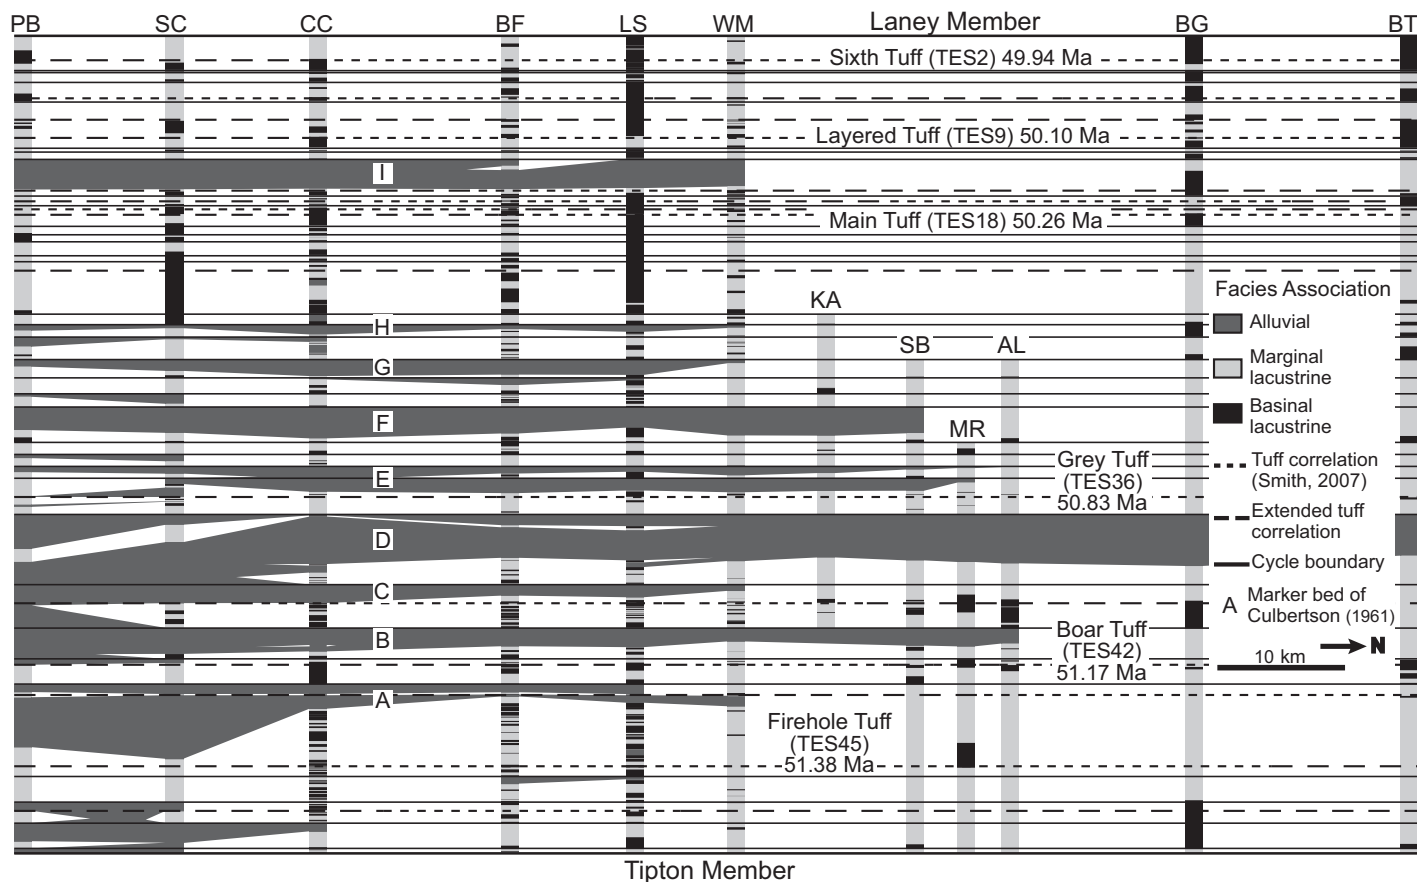 PB SC CC BF LS WM Laney Member BG BT
Sixth Tuff (TES2) 49.94 Ma
Layered Tuff (TES9) 50.10 Ma
I
Main Tuff (TES18) 50.26 Ma
KA
H
SB AL
G
F
MR
E
Grey Tuff
(TES36)
50.83 Ma
D
C
B
Boar Tuff
(TES42)
51.17 Ma
A
Firehole Tuff
(TES45)
51.38 Ma
Tipton Member
Facies Association
Alluvial
Marginal
lacustrine
Basinal
lacustrine
Tuff correlation
(Smith, 2007)
Extended tuff
correlation
Cycle boundary
A Marker bed of
Culbertson (1961)
N
10 km